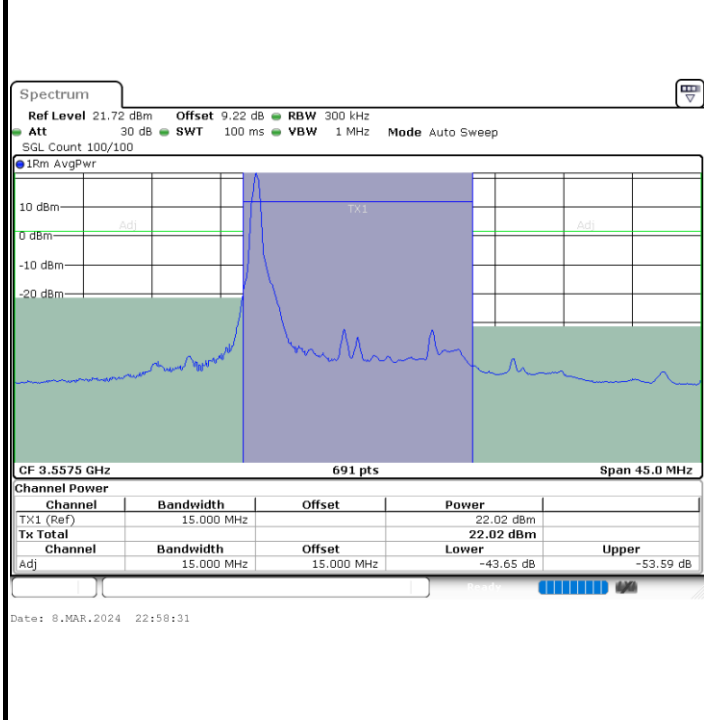 Spectrum
Ref Level 21.72 dBm Offset 9.22 dB RBW 300 kHz
Att 30 dB SWT 100 ms VBW 1 MHz Mode Auto Sweep
SGL Count 100/100
1Rm AvgPwr
10 dBm
TX1
Adj
Adj
0 dBm
-10 dBm
-20 dBm
CF 3.5575 GHz 691 pts Span 45.0 MHz
Channel Power
Channel Bandwidth Offset Power
TX1 (Ref) 15.000 MHz 22.02 dBm
Tx Total 22.02 dBm
Channel Bandwidth Offset Lower Upper
Adj 15.000 MHz 15.000 MHz -43.65 dB -53.59 dB
Ready
Date: 8.MAR.2024 22:58:31